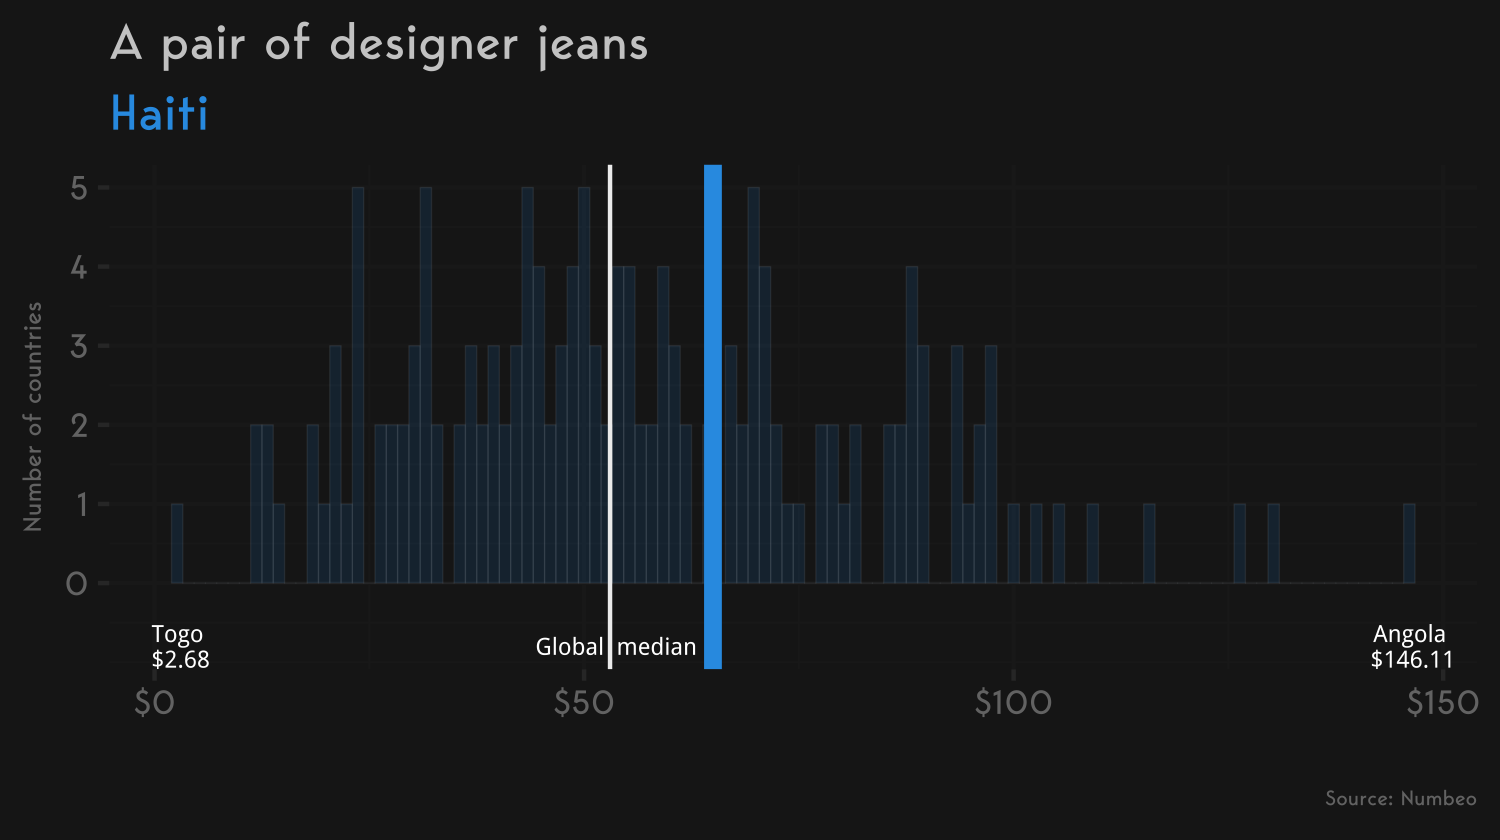 A pair of designer jeans
Haiti
Number of countries
5
4
3
2
1
0
Togo
$2.68
Global median
Angola
$146.11
$0 $50 $100 $150
Source: Numbeo